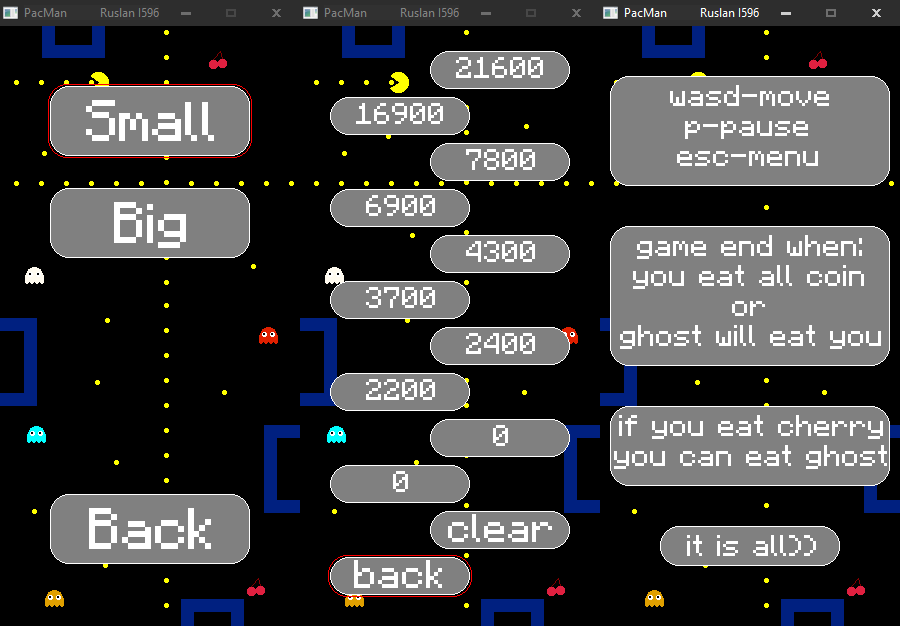 PacMan Ruslan I596
Small
Big
Back
PacMan Ruslan I596
21600
16900
7800
6900
4300
3700
2400
2200
0
0
clear
back
PacMan Ruslan I596
wasd-move
p-pause
esc-menu
game end when:
you eat all coin
or
ghost will eat you
if you eat cherry
you can eat ghost
it is all))